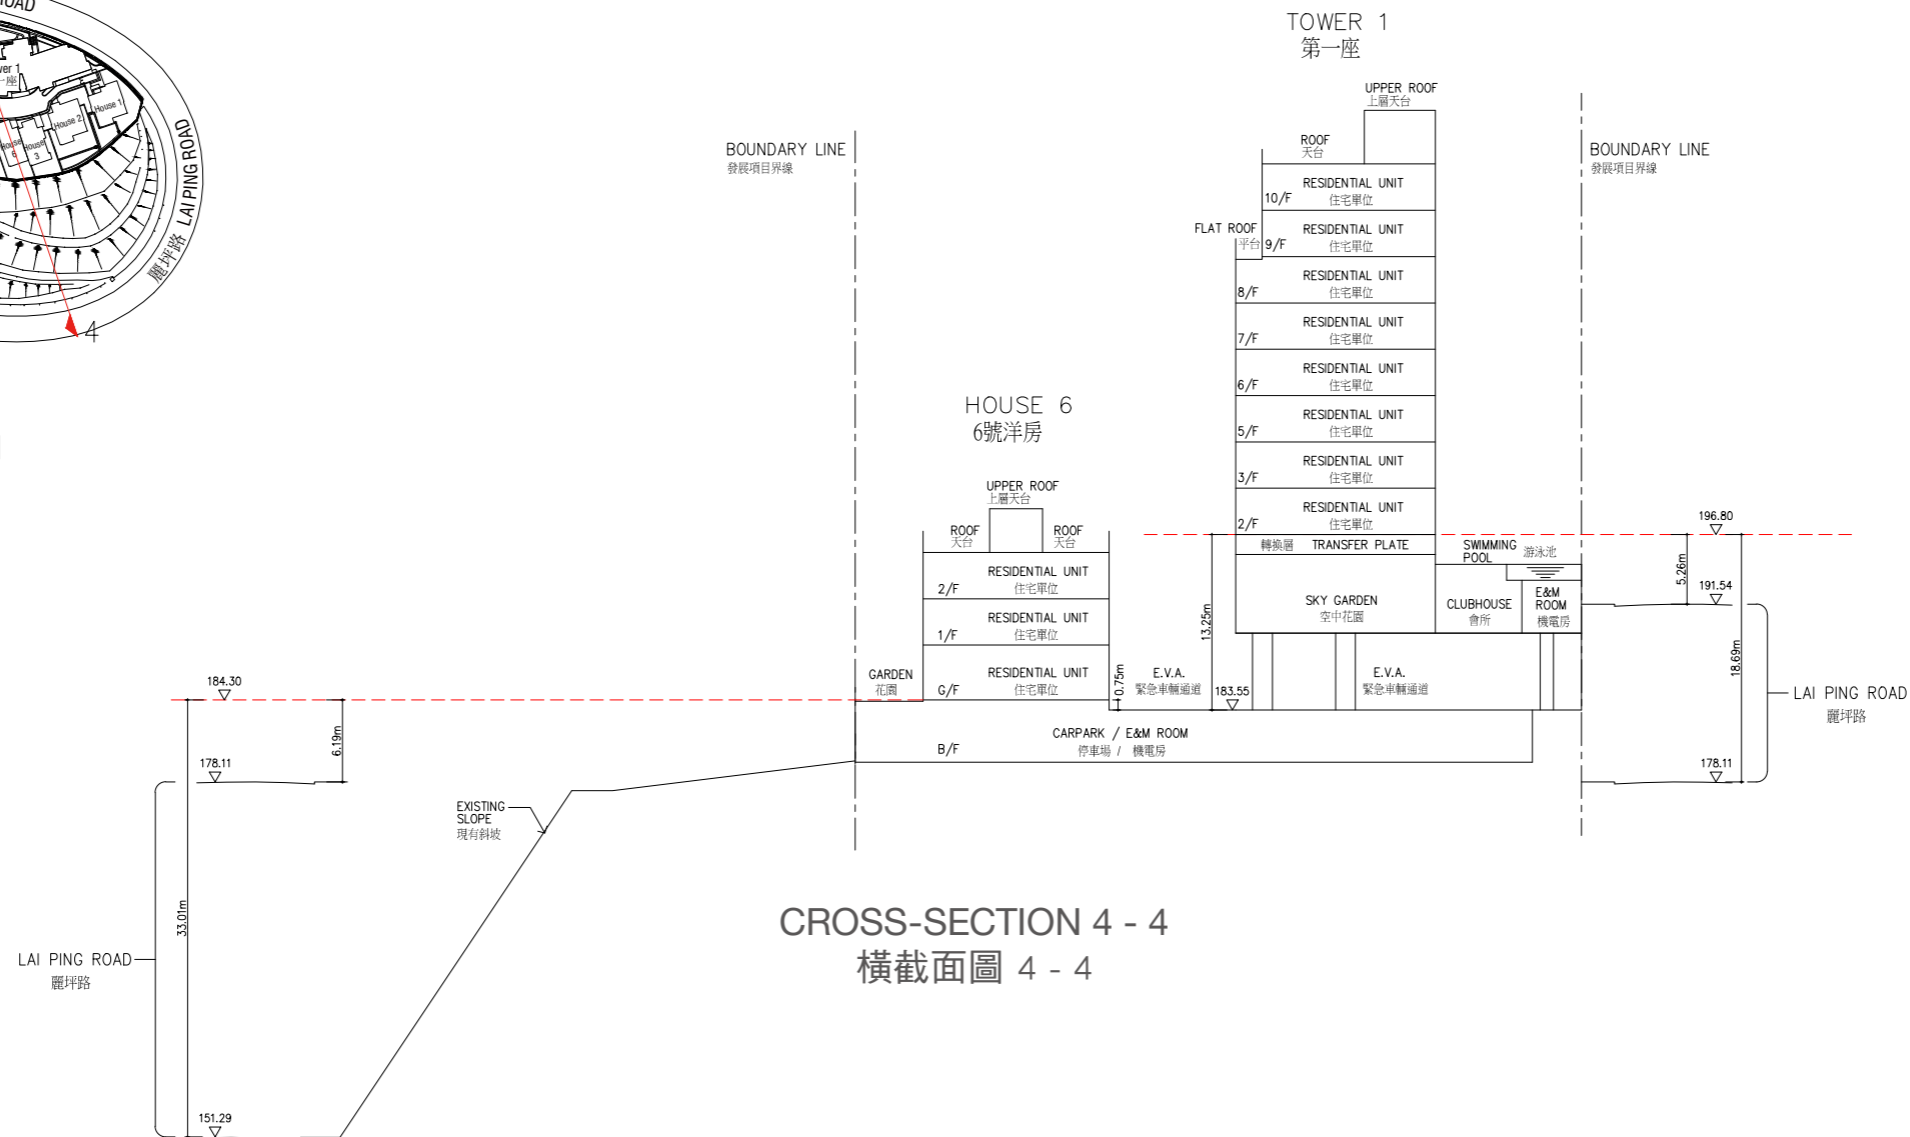 ROAD
wer 1
座
House 1
House 2
House
3
House
麗坪路 LAI PING ROAD
4
TOWER 1
第一座
UPPER ROOF
上層天台
BOUNDARY LINE
發展項目界線
ROOF
天台
BOUNDARY LINE
發展項目界線
RESIDENTIAL UNIT
10/F 住宅單位
FLAT ROOF
平台
RESIDENTIAL UNIT
9/F 住宅單位
RESIDENTIAL UNIT
8/F 住宅單位
RESIDENTIAL UNIT
7/F 住宅單位
RESIDENTIAL UNIT
6/F 住宅單位
RESIDENTIAL UNIT
5/F 住宅單位
RESIDENTIAL UNIT
3/F 住宅單位
RESIDENTIAL UNIT
2/F 住宅單位
轉換層 TRANSFER PLATE
SWIMMING
POOL 游泳池
SKY GARDEN
空中花園
CLUBHOUSE
會所
E&M
ROOM
機電房
HOUSE 6
6號洋房
UPPER ROOF
上層天台
ROOF
天台
ROOF
天台
RESIDENTIAL UNIT
2/F 住宅單位
RESIDENTIAL UNIT
1/F 住宅單位
RESIDENTIAL UNIT
G/F 住宅單位
GARDEN
花園
0.75m
E.V.A.
緊急車輛通道
183.55
13.25m
E.V.A.
緊急車輛通道
CARPARK / E&M ROOM
B/F 停車場 / 機電房
196.80
5.26m
191.54
18.69m
178.11
LAI PING ROAD
麗坪路
184.30
6.19m
178.11
33.01m
EXISTING
SLOPE
現有斜坡
LAI PING ROAD
麗坪路
151.29
CROSS-SECTION 4 - 4
橫截面圖 4 - 4